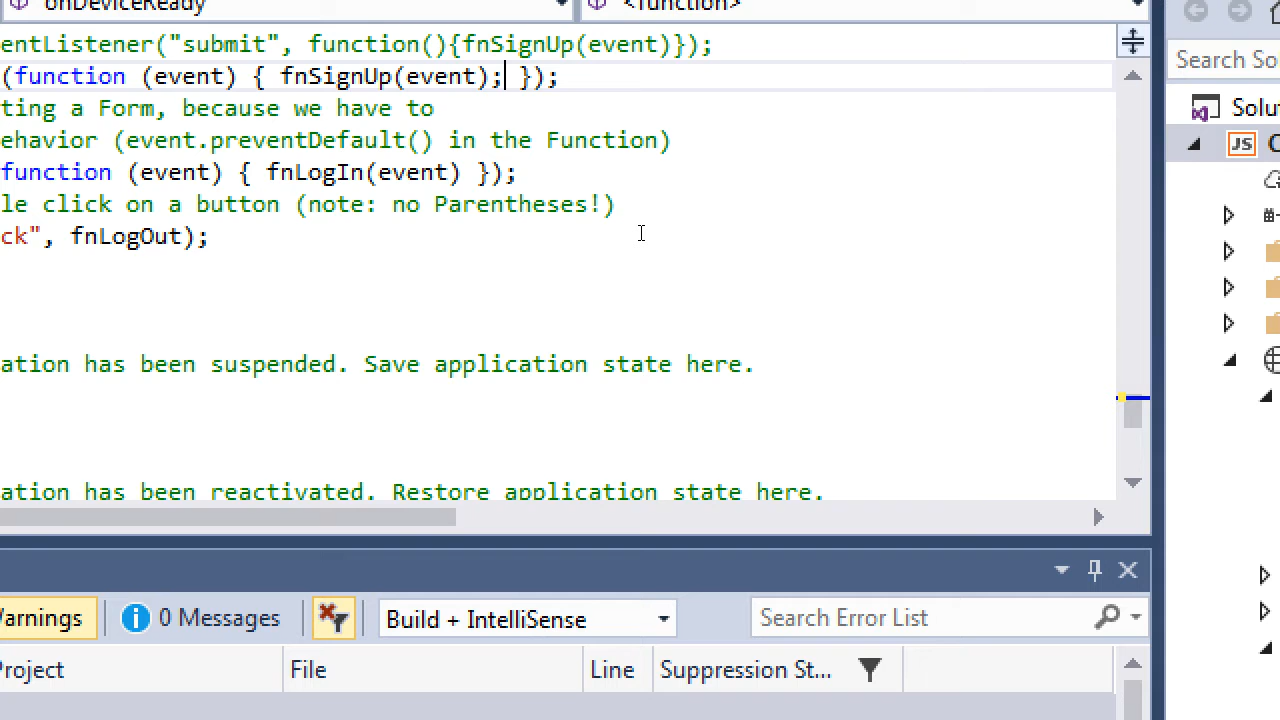 onDeviceReady
<function>
entListener("submit", function(){fnSignUp(event)});
(function (event) { fnSignUp(event); });
ting a Form, because we have to
ehavior (event.preventDefault() in the Function)
function (event) { fnLogIn(event) });
le click on a button (note: no Parentheses!)
ck", fnLogOut);
ation has been suspended. Save application state here.
ation has been reactivated. Restore application state here.
Search So
Solu
JS C
Warnings
0 Messages
Build + IntelliSense
Search Error List
Project
File
Line
Suppression St...